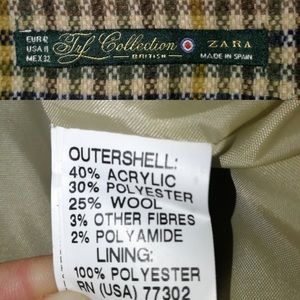 EUR 42
USA 11
MEX 32
Trf Collection
BRITISH
ZARA
MADE IN SPAIN
OUTERSHELL:
40% ACRYLIC
30% POLYESTER
25% WOOL
3% OTHER FIBRES
2% POLYAMIDE
LINING:
100% POLYESTER
RN (USA) 77302